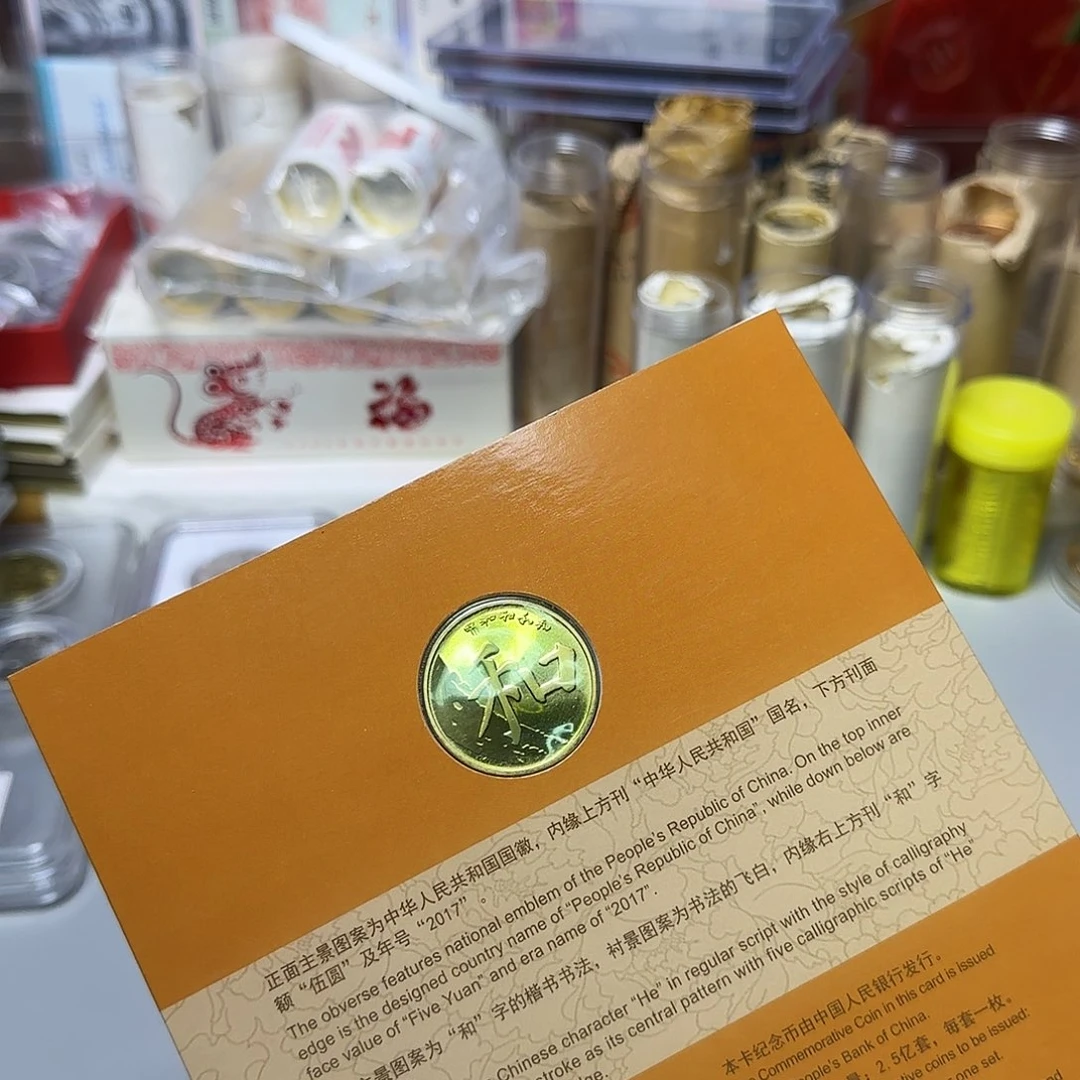 福
和
正面主景图案为中华人民共和国国徽，内缘上方刊“中华人民共和国”国名，下方刊面
额“伍圆”及年号“2017”。
The obverse features national emblem of the People's Republic of China. On the top inner
edge is the designed country name of “People's Republic of China”, while down below are
face value of “Five Yuan” and era name of “2017”.
景图案为“和”字的楷书书法，衬景图案为书法的飞白，内缘右上方刊“和”字
Chinese character “He” in regular script with the style of calligraphy
stroke as its central pattern with five calligraphic scripts of “He”
本卡纪念币由中国人民银行发行。
Commemorative Coin in this card is issued
People's Bank of China.
量：2.5亿套，每套一枚。
coins to be issued:
one set.